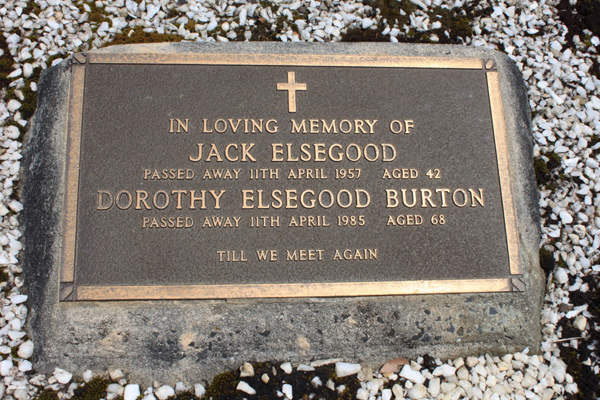 IN LOVING MEMORY OF
JACK ELSEGOOD
PASSED AWAY 11TH APRIL 1957 AGED 42
DOROTHY ELSEGOOD BURTON
PASSED AWAY 11TH APRIL 1985 AGED 68
TILL WE MEET AGAIN